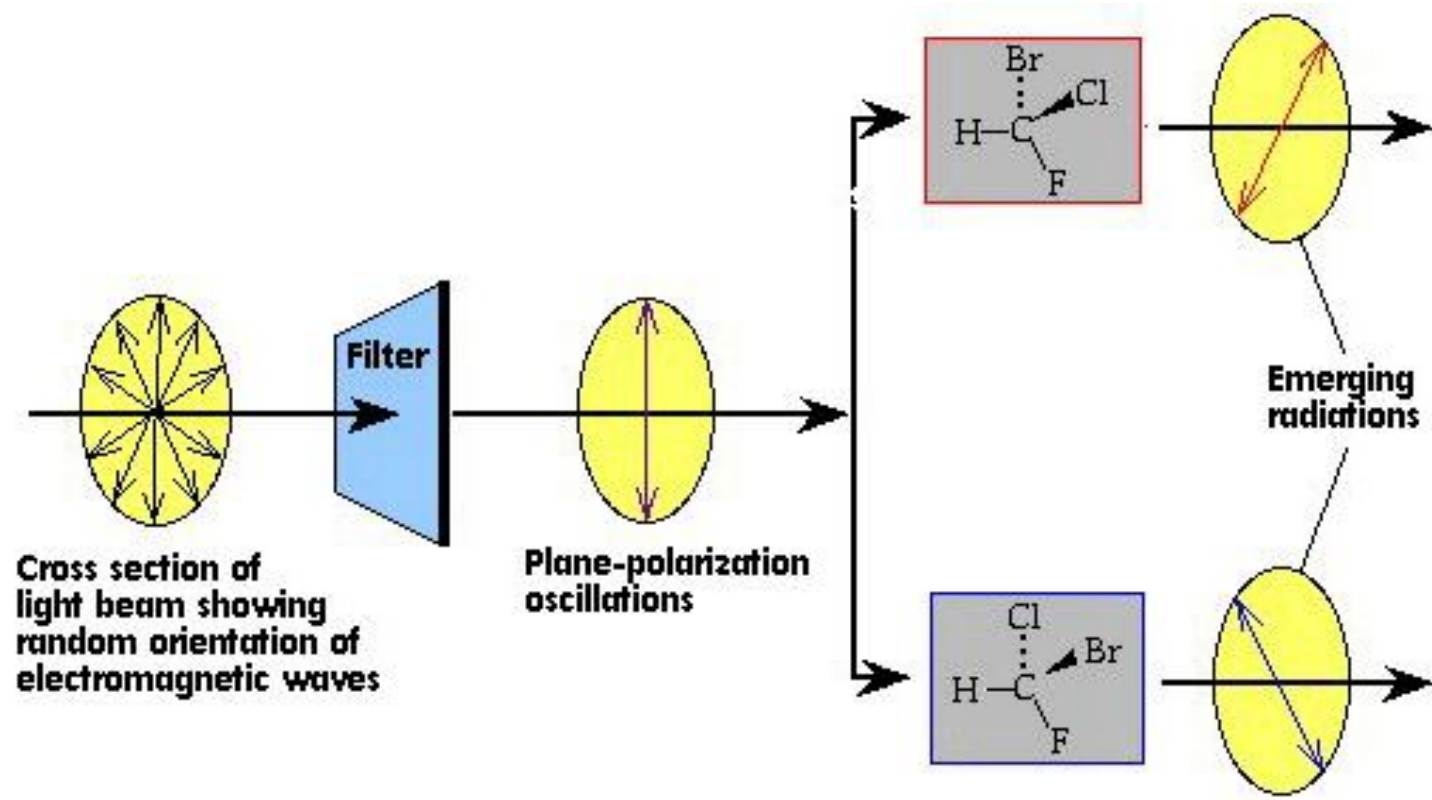 Br
Cl
H C
F
Filter
Emerging
radiations
Cross section of
light beam showing
random orientation of
electromagnetic waves
Plane-polarization
oscillations
Cl
Br
H C
F